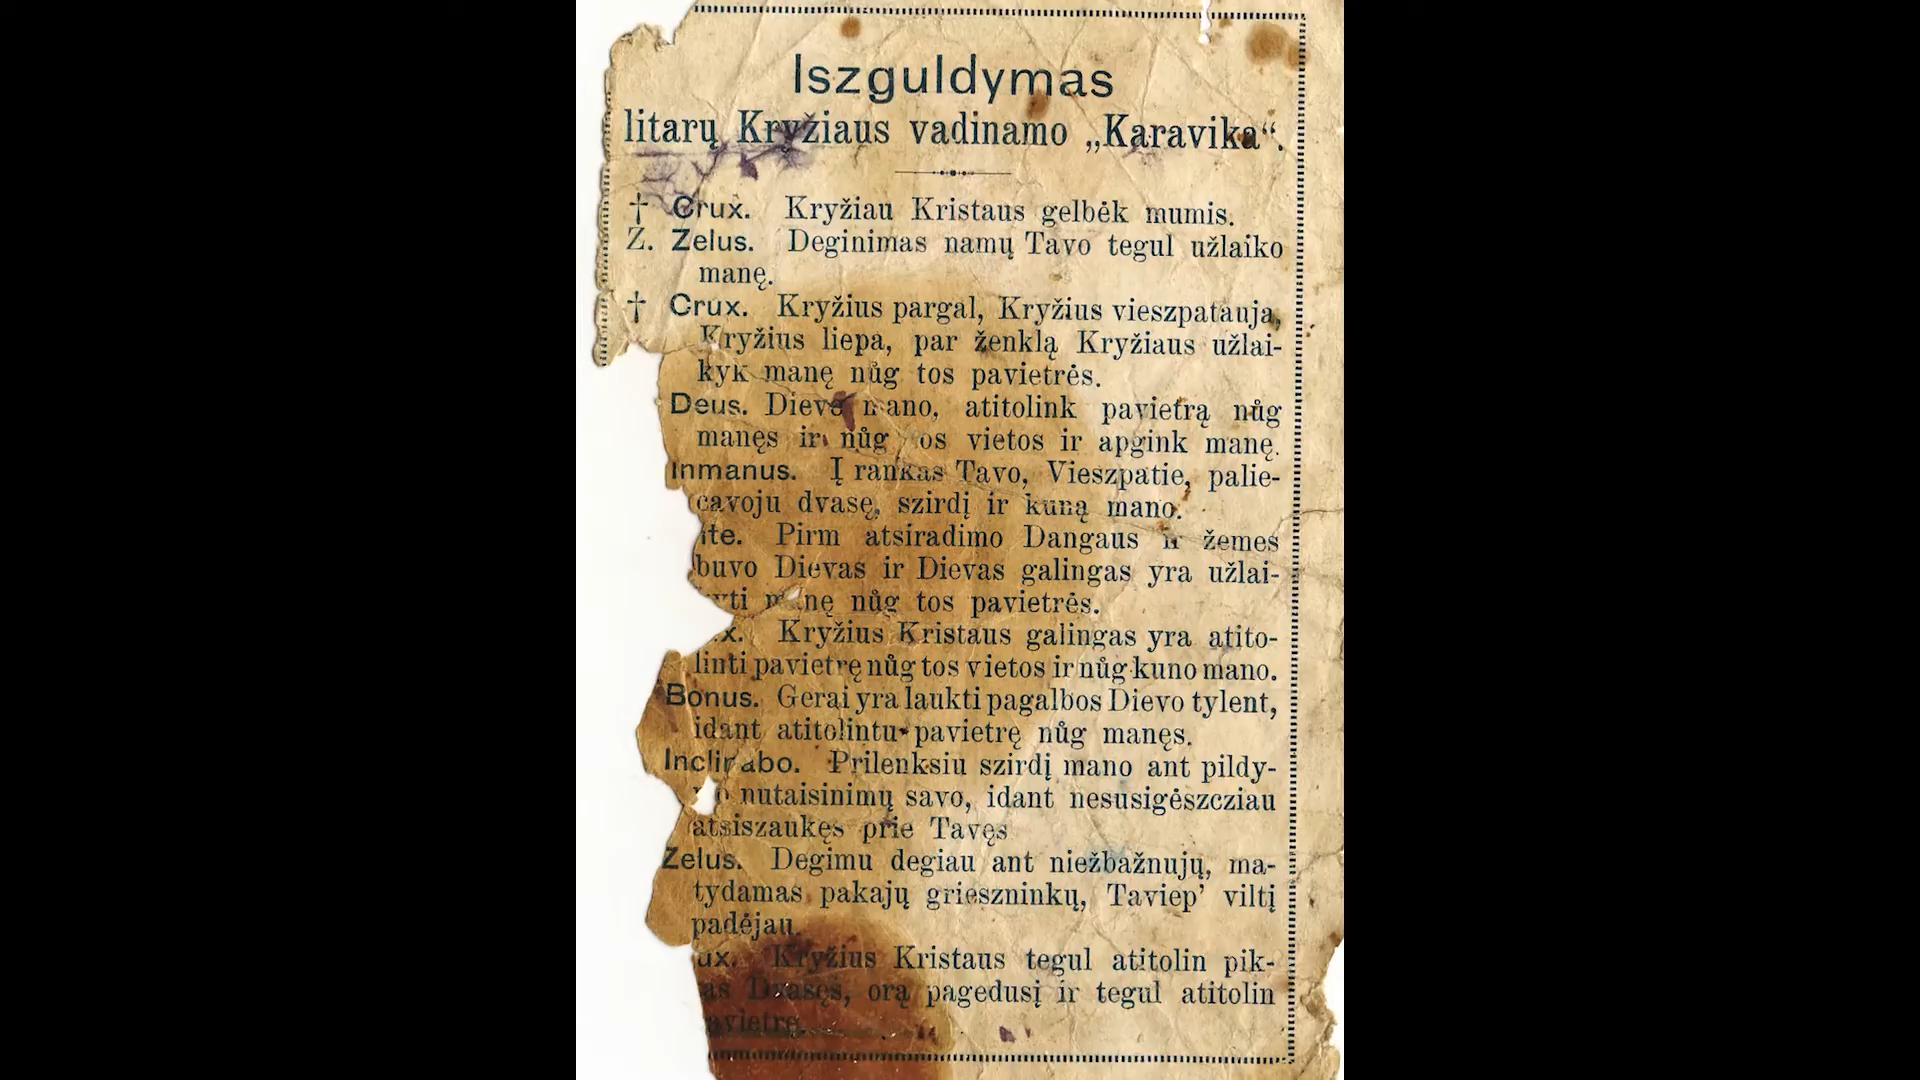 Iszguldymas
litarų Kryžiaus vadinamo „Karavika“.
† Crux. Kryžiau Kristaus gelbėk mumis.
Z. Zelus. Deginimas namų Tavo tegul užlaiko
manę.
† Crux. Kryžius pargal, Kryžius vieszpatauja,
Kryžius liepa, par ženklą Kryžiaus užlai-
kyk manę nůg tos pavietrės.
Deus. Dieve mano, atitolink pavietrą nůg
manęs ir nůg tos vietos ir apgink manę.
Inmanus. Į rankas Tavo, Vieszpatie, palie-
cavoju dvasę, szirdį ir kuną mano.
Pirm atsiradimo Dangaus ir žemes
buvo Dievas ir Dievas galingas yra užlai-
manę nůg tos pavietrės.
Kryžius Kristaus galingas yra atito-
linti pavietrę nůg tos vietos ir nůg kuno mano.
Bonus. Gerai yra laukti pagalbos Dievo tylent,
idant atitolintu pavietrę nůg manęs.
Inclinabo. Prilenksiu szirdį mano ant pildy-
nutaisinimų savo, idant nesusigėszcziau
atsiszaukęs prie Tavęs
Zelus. Degimu degiau ant niežbažnujų, ma-
tydamas pakajų grieszninkų, Taviep’ viltį
padėjau.
Kryžius Kristaus tegul atitolin pik-
Dvasęs, orą pagedusį ir tegul atitolin